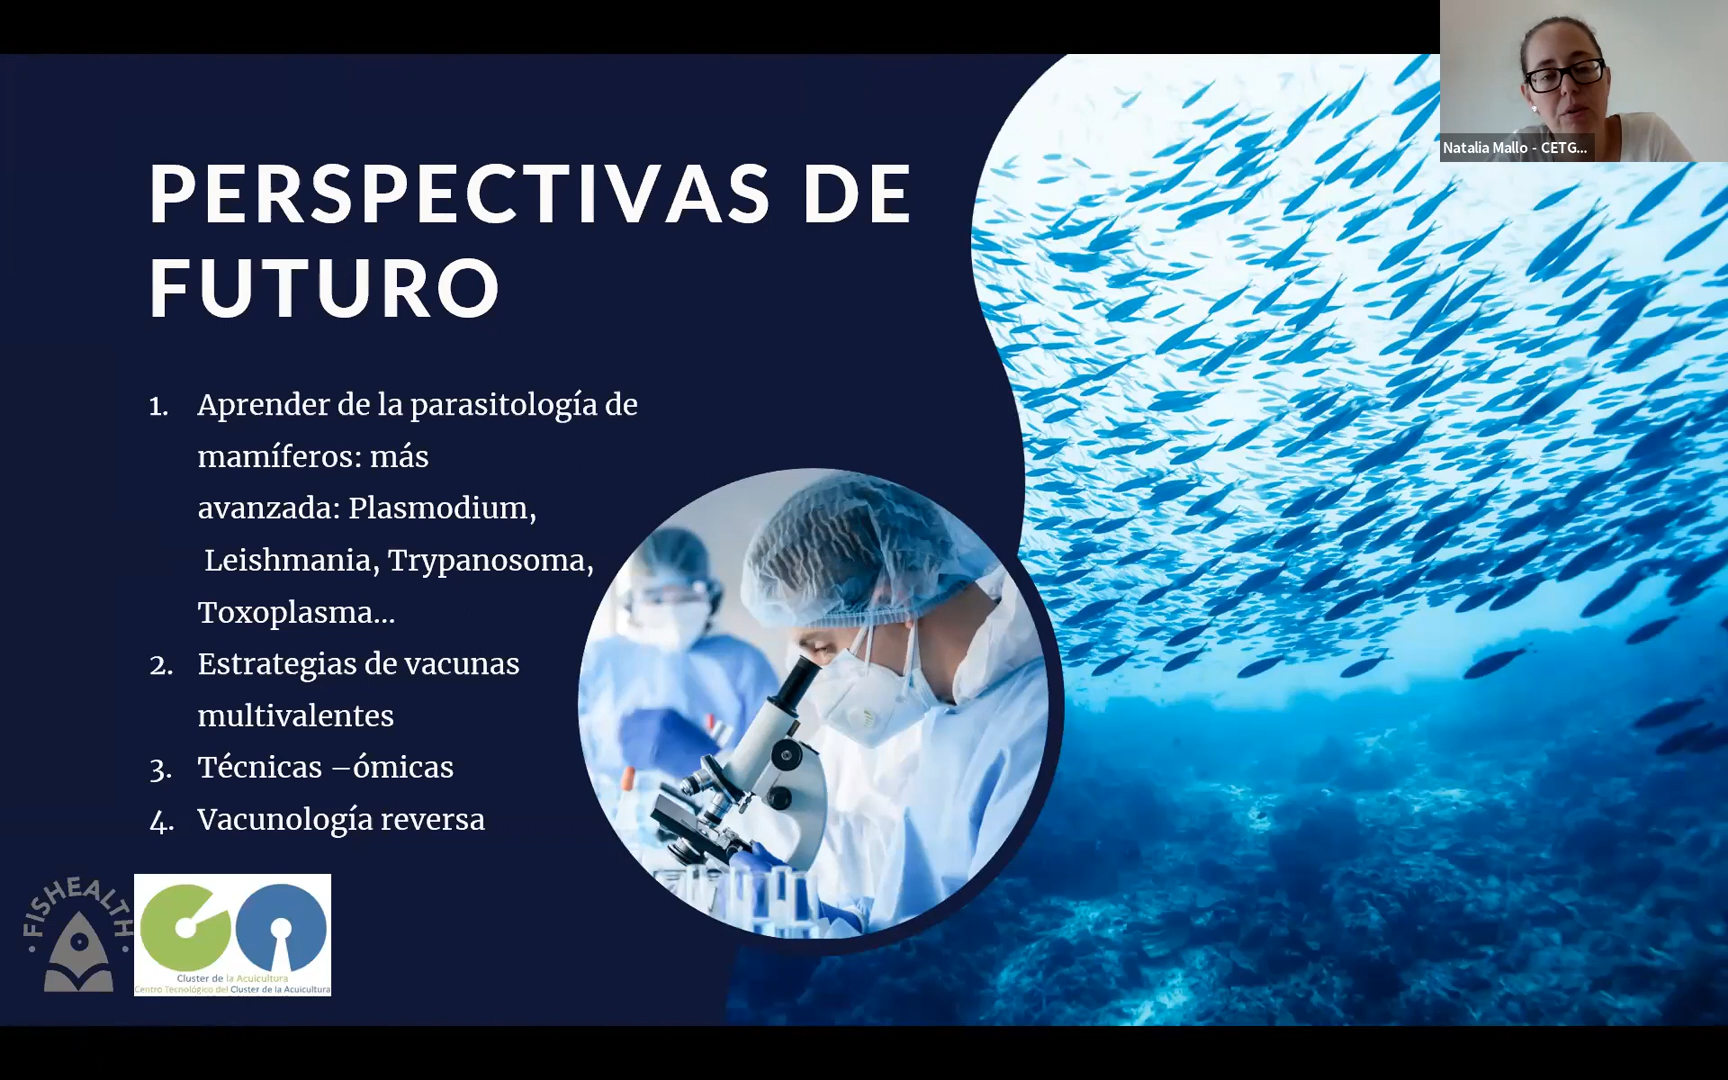 Natalia Mallo - CETG...
PERSPECTIVAS DE
FUTURO
1. Aprender de la parasitología de
mamíferos: más
avanzada: Plasmodium,
Leishmania, Trypanosoma,
Toxoplasma...
2. Estrategias de vacunas
multivalentes
3. Técnicas –ómicas
4. Vacunología reversa
· FISHEALTH ·
Cluster de la Acuicultura
Centro Tecnológico del Cluster de la Acuicultura